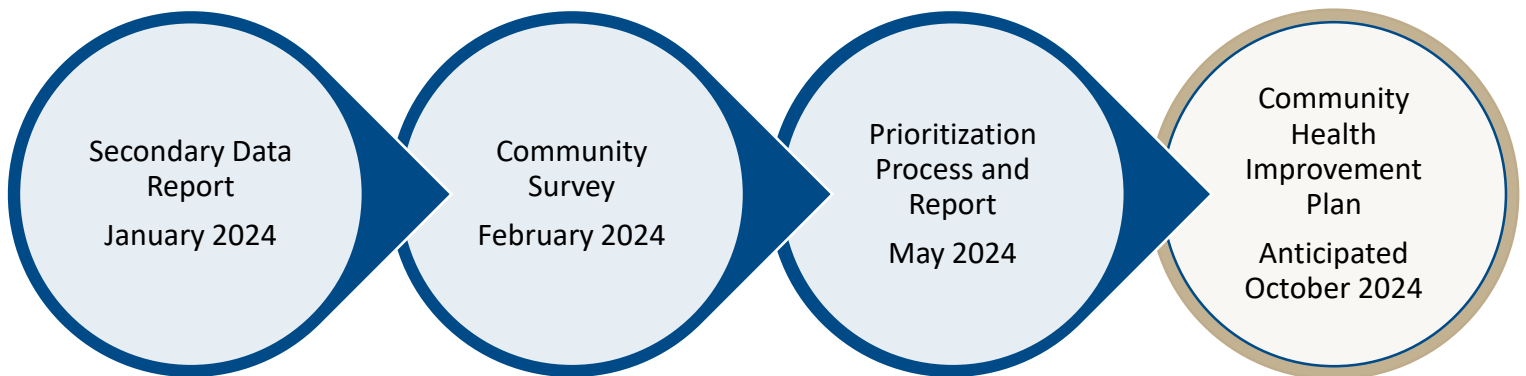 Secondary Data
Report
January 2024
Community
Survey
February 2024
Prioritization
Process and
Report
May 2024
Community
Health
Improvement
Plan
Anticipated
October 2024